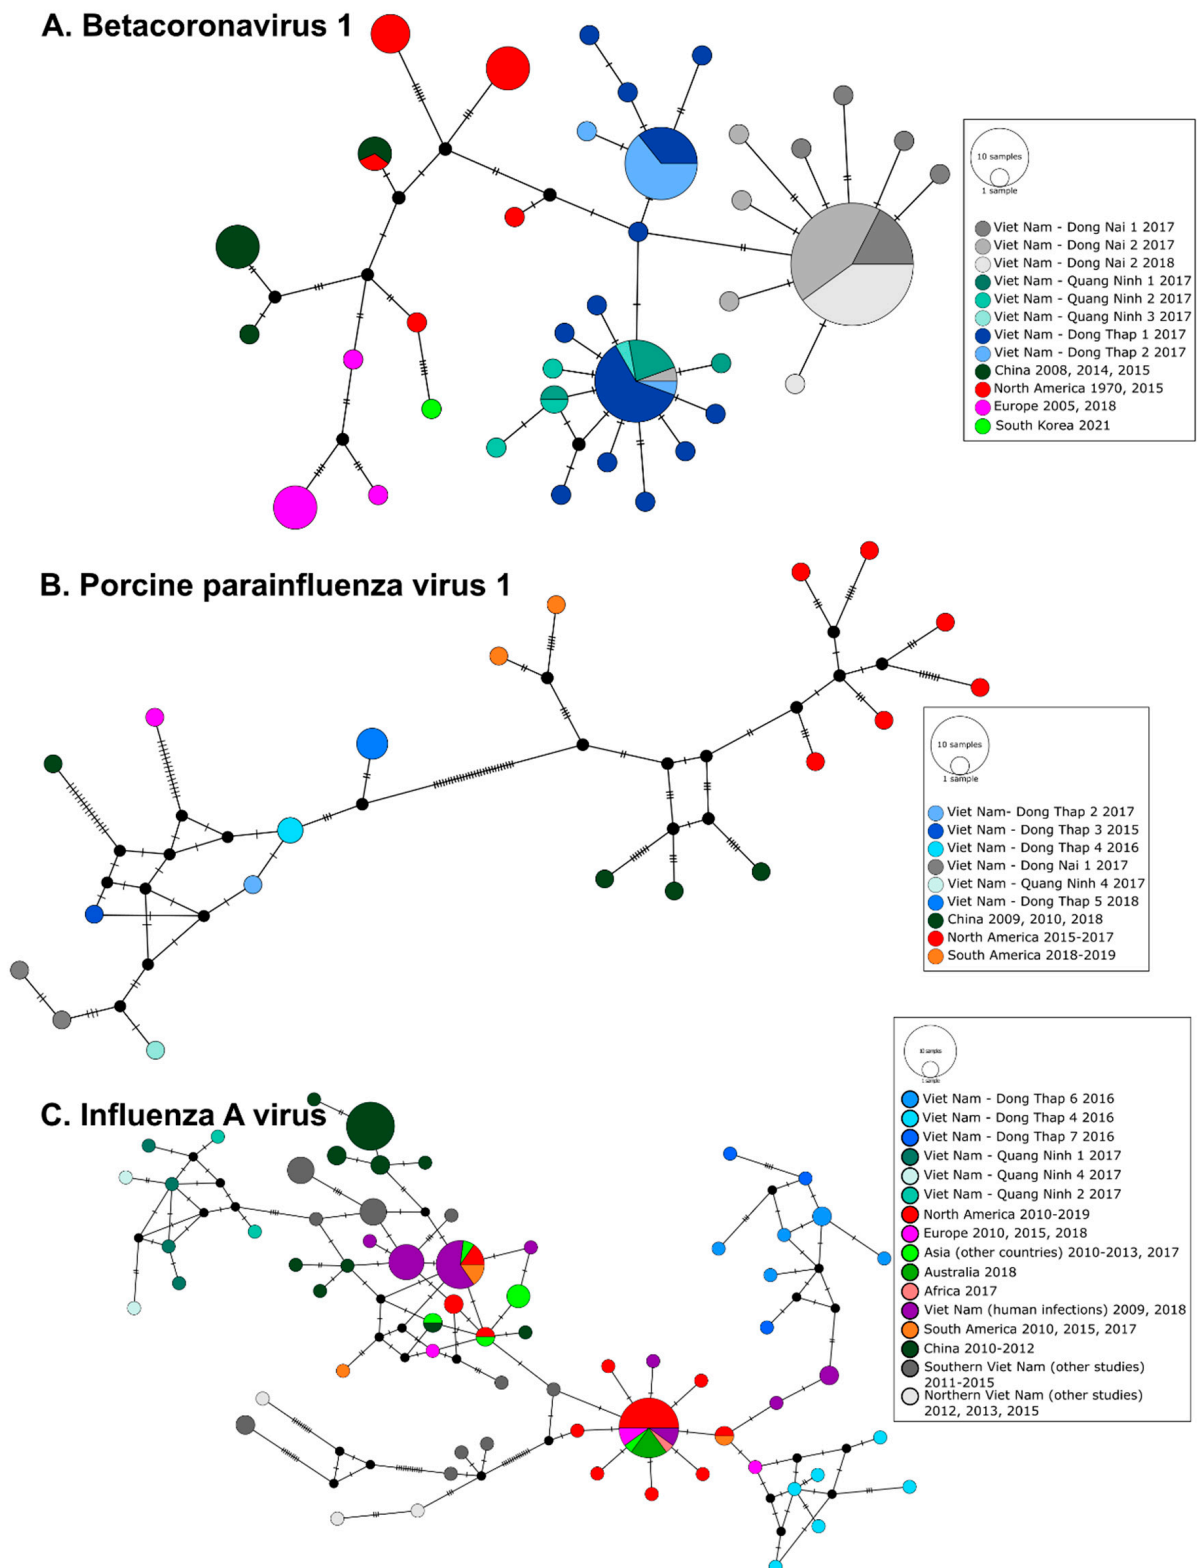 A. Betacoronavirus 1
10 samples
1 sample
Viet Nam - Dong Nai 1 2017
Viet Nam - Dong Nai 2 2017
Viet Nam - Dong Nai 2 2018
Viet Nam - Quang Ninh 1 2017
Viet Nam - Quang Ninh 2 2017
Viet Nam - Quang Ninh 3 2017
Viet Nam - Dong Thap 1 2017
Viet Nam - Dong Thap 2 2017
China 2008, 2014, 2015
North America 1970, 2015
Europe 2005, 2018
South Korea 2021
B. Porcine parainfluenza virus 1
10 samples
1 sample
Viet Nam- Dong Thap 2 2017
Viet Nam - Dong Thap 3 2015
Viet Nam - Dong Thap 4 2016
Viet Nam - Dong Nai 1 2017
Viet Nam - Quang Ninh 4 2017
Viet Nam - Dong Thap 5 2018
China 2009, 2010, 2018
North America 2015-2017
South America 2018-2019
C. Influenza A virus
10 samples
1 sample
Viet Nam - Dong Thap 6 2016
Viet Nam - Dong Thap 4 2016
Viet Nam - Dong Thap 7 2016
Viet Nam - Quang Ninh 1 2017
Viet Nam - Quang Ninh 4 2017
Viet Nam - Quang Ninh 2 2017
North America 2010-2019
Europe 2010, 2015, 2018
Asia (other countries) 2010-2013, 2017
Australia 2018
Africa 2017
Viet Nam (human infections) 2009, 2018
South America 2010, 2015, 2017
China 2010-2012
Southern Viet Nam (other studies)
2011-2015
Northern Viet Nam (other studies)
2012, 2013, 2015